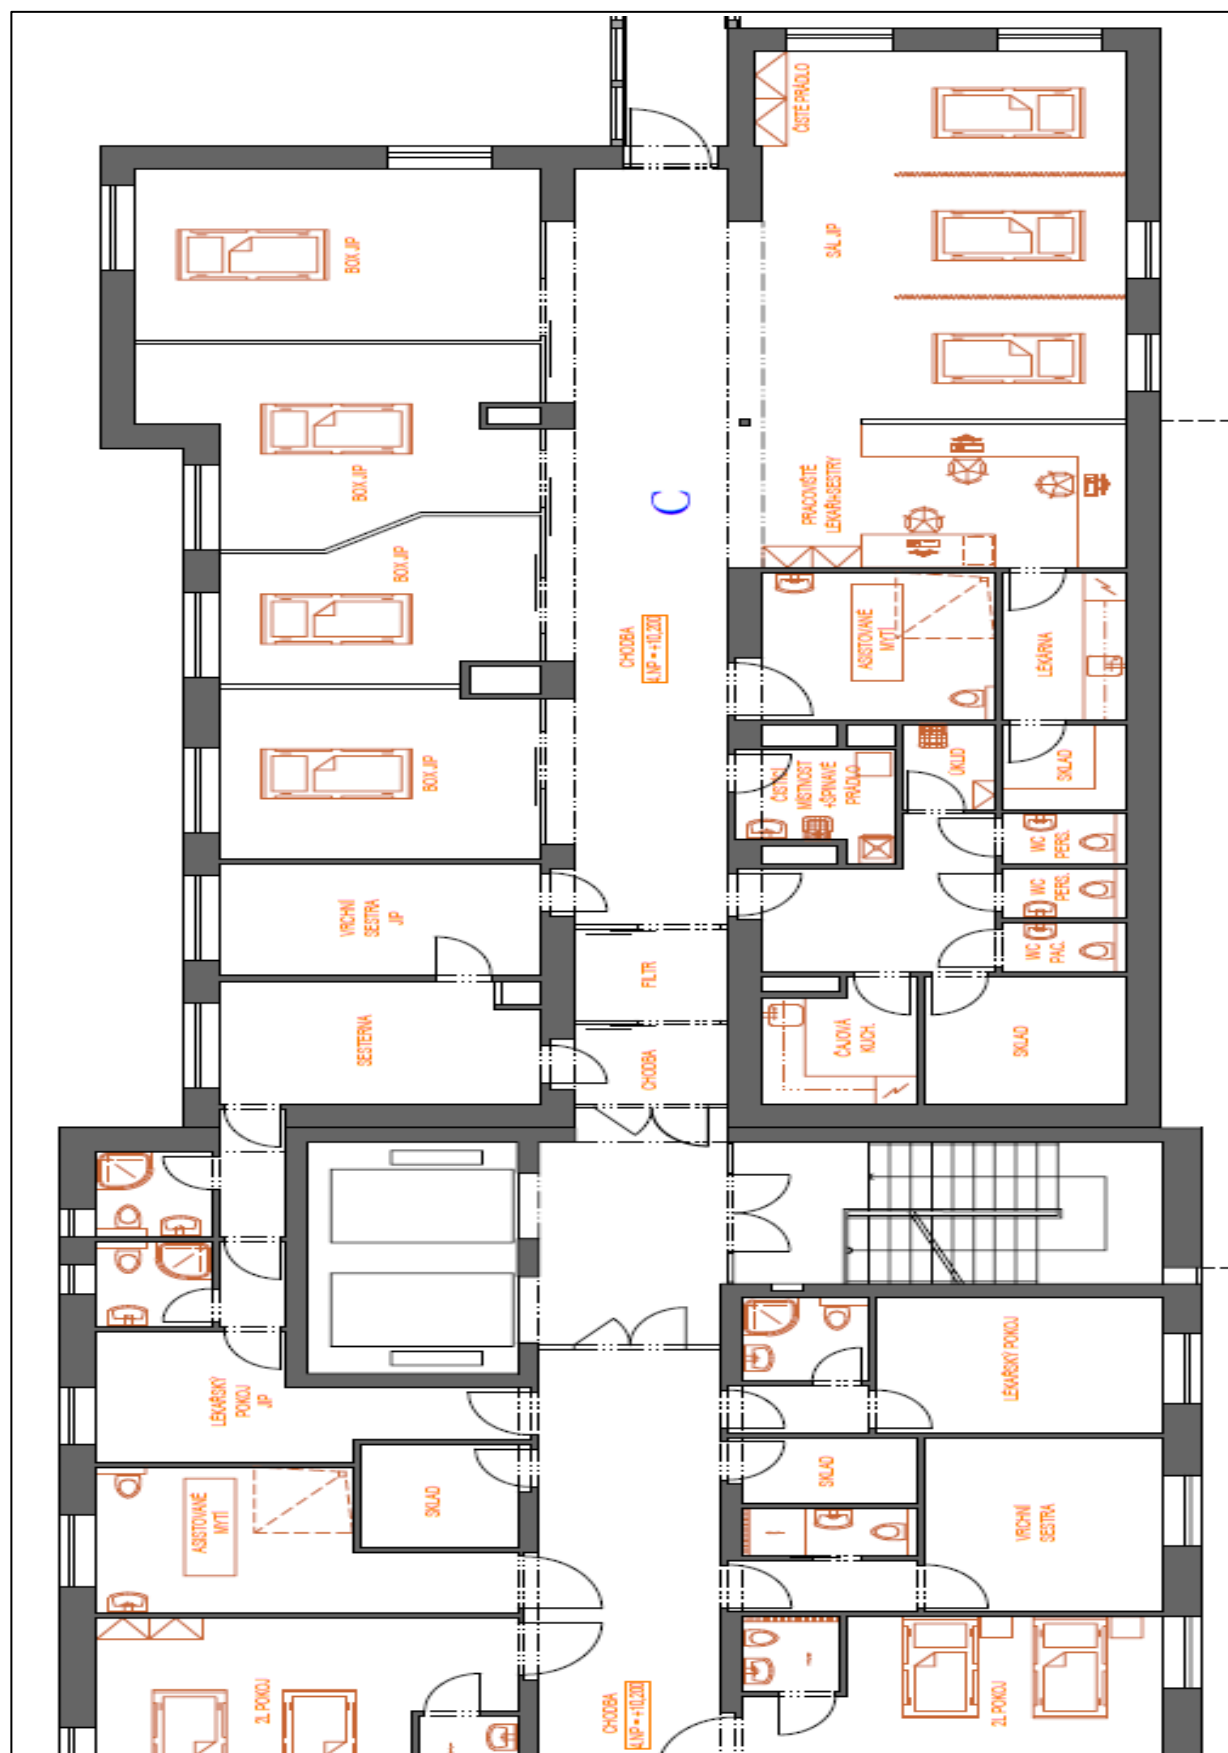 ČISTÉ PRÁDLO
SÁL JIP
BOX JIP
BOX JIP
BOX JIP
BOX JIP
PRACOVIŠTĚ
LÉKAŘI+SESTRY
C
CHODBA
4.NP = +10,200
ASISTOVANÉ
MYTÍ
LÉKÁRNA
ČISTÍCÍ
MÍSTNOST
+ŠPINAVÉ
PRÁDLO
ÚKLID
SKLAD
WC
PERS.
WC
PERS.
WC
PAC.
VRCHNÍ
SESTRA
JIP
FILTR
SESTERNA
CHODBA
ČAJOVÁ
KUCH.
SKLAD
LÉKAŘSKÝ
POKOJ
JIP
LÉKAŘSKÝ POKOJ
ASISTOVANÉ
MYTÍ
SKLAD
SKLAD
VRCHNÍ
SESTRA
2L POKOJ
CHODBA
4.NP = +10,200
2L POKOJ